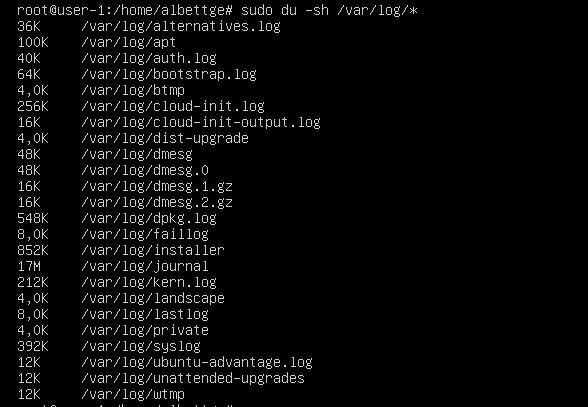 root@user-1:/home/albettge# sudo du -sh /var/log/*
36K /var/log/alternatives.log
100K /var/log/apt
40K /var/log/auth.log
64K /var/log/bootstrap.log
4,0K /var/log/btmp
256K /var/log/cloud-init.log
16K /var/log/cloud-init-output.log
4,0K /var/log/dist-upgrade
48K /var/log/dmesg
48K /var/log/dmesg.0
16K /var/log/dmesg.1.gz
16K /var/log/dmesg.2.gz
548K /var/log/dpkg.log
8,0K /var/log/faillog
852K /var/log/installer
17M /var/log/journal
212K /var/log/kern.log
4,0K /var/log/landscape
8,0K /var/log/lastlog
4,0K /var/log/private
392K /var/log/syslog
12K /var/log/ubuntu-advantage.log
12K /var/log/unattended-upgrades
12K /var/log/wtmp